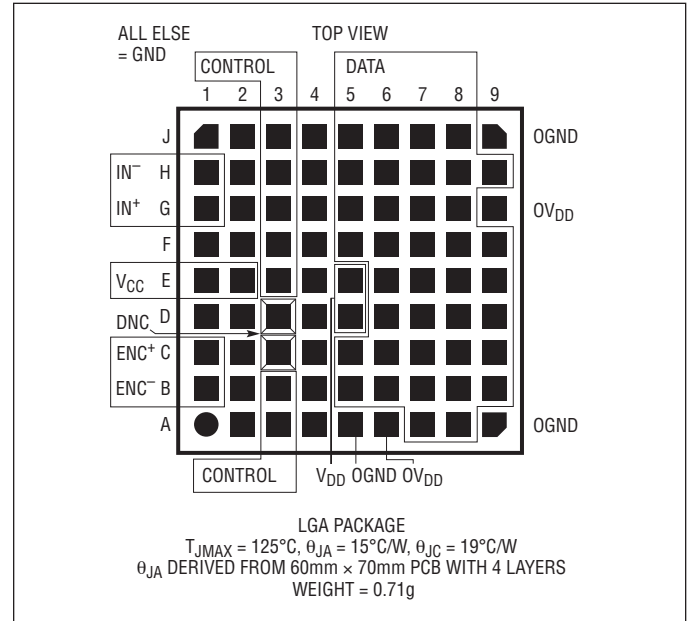 ALL ELSE
= GND
TOP VIEW
CONTROL
DATA
1 2 3 4 5 6 7 8 9
J
OGND
IN⁻ H
IN⁺ G
OV_DD
F
V_CC E
DNC D
ENC⁺ C
ENC⁻ B
A
OGND
CONTROL
V_DD OGND OV_DD
LGA PACKAGE
T_JMAX = 125°C, θ_JA = 15°C/W, θ_JC = 19°C/W
θ_JA DERIVED FROM 60mm × 70mm PCB WITH 4 LAYERS
WEIGHT = 0.71g